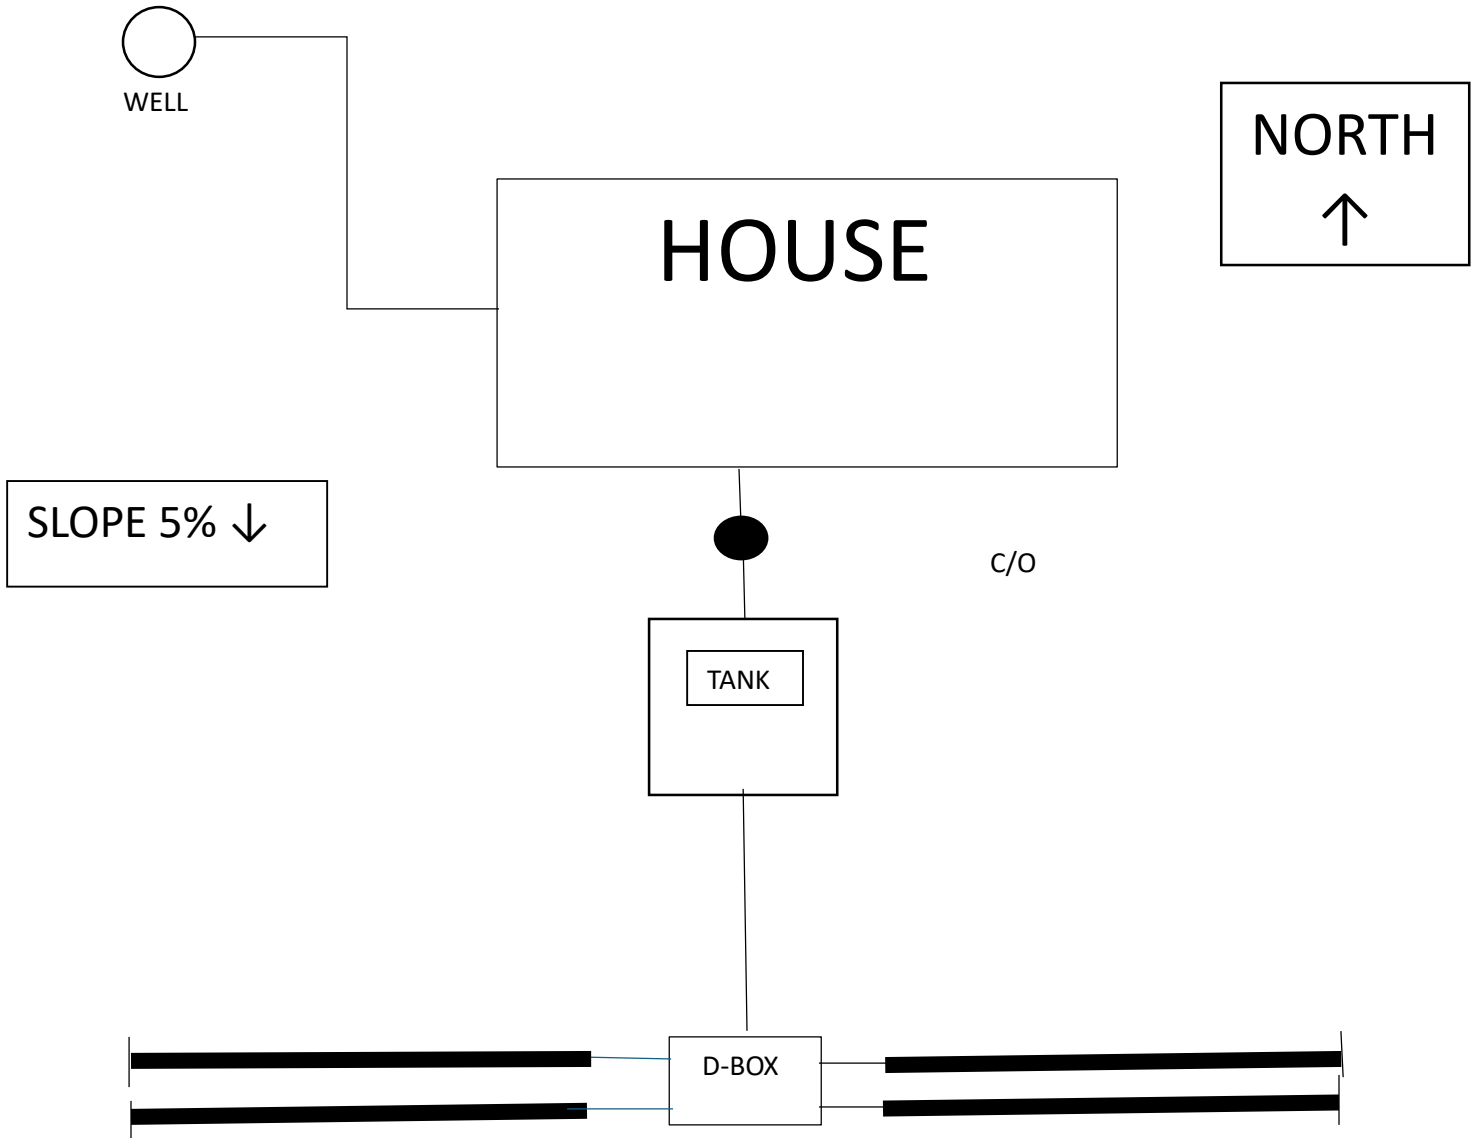 WELL
NORTH
↑
HOUSE
SLOPE 5% ↓
C/O
TANK
D-BOX